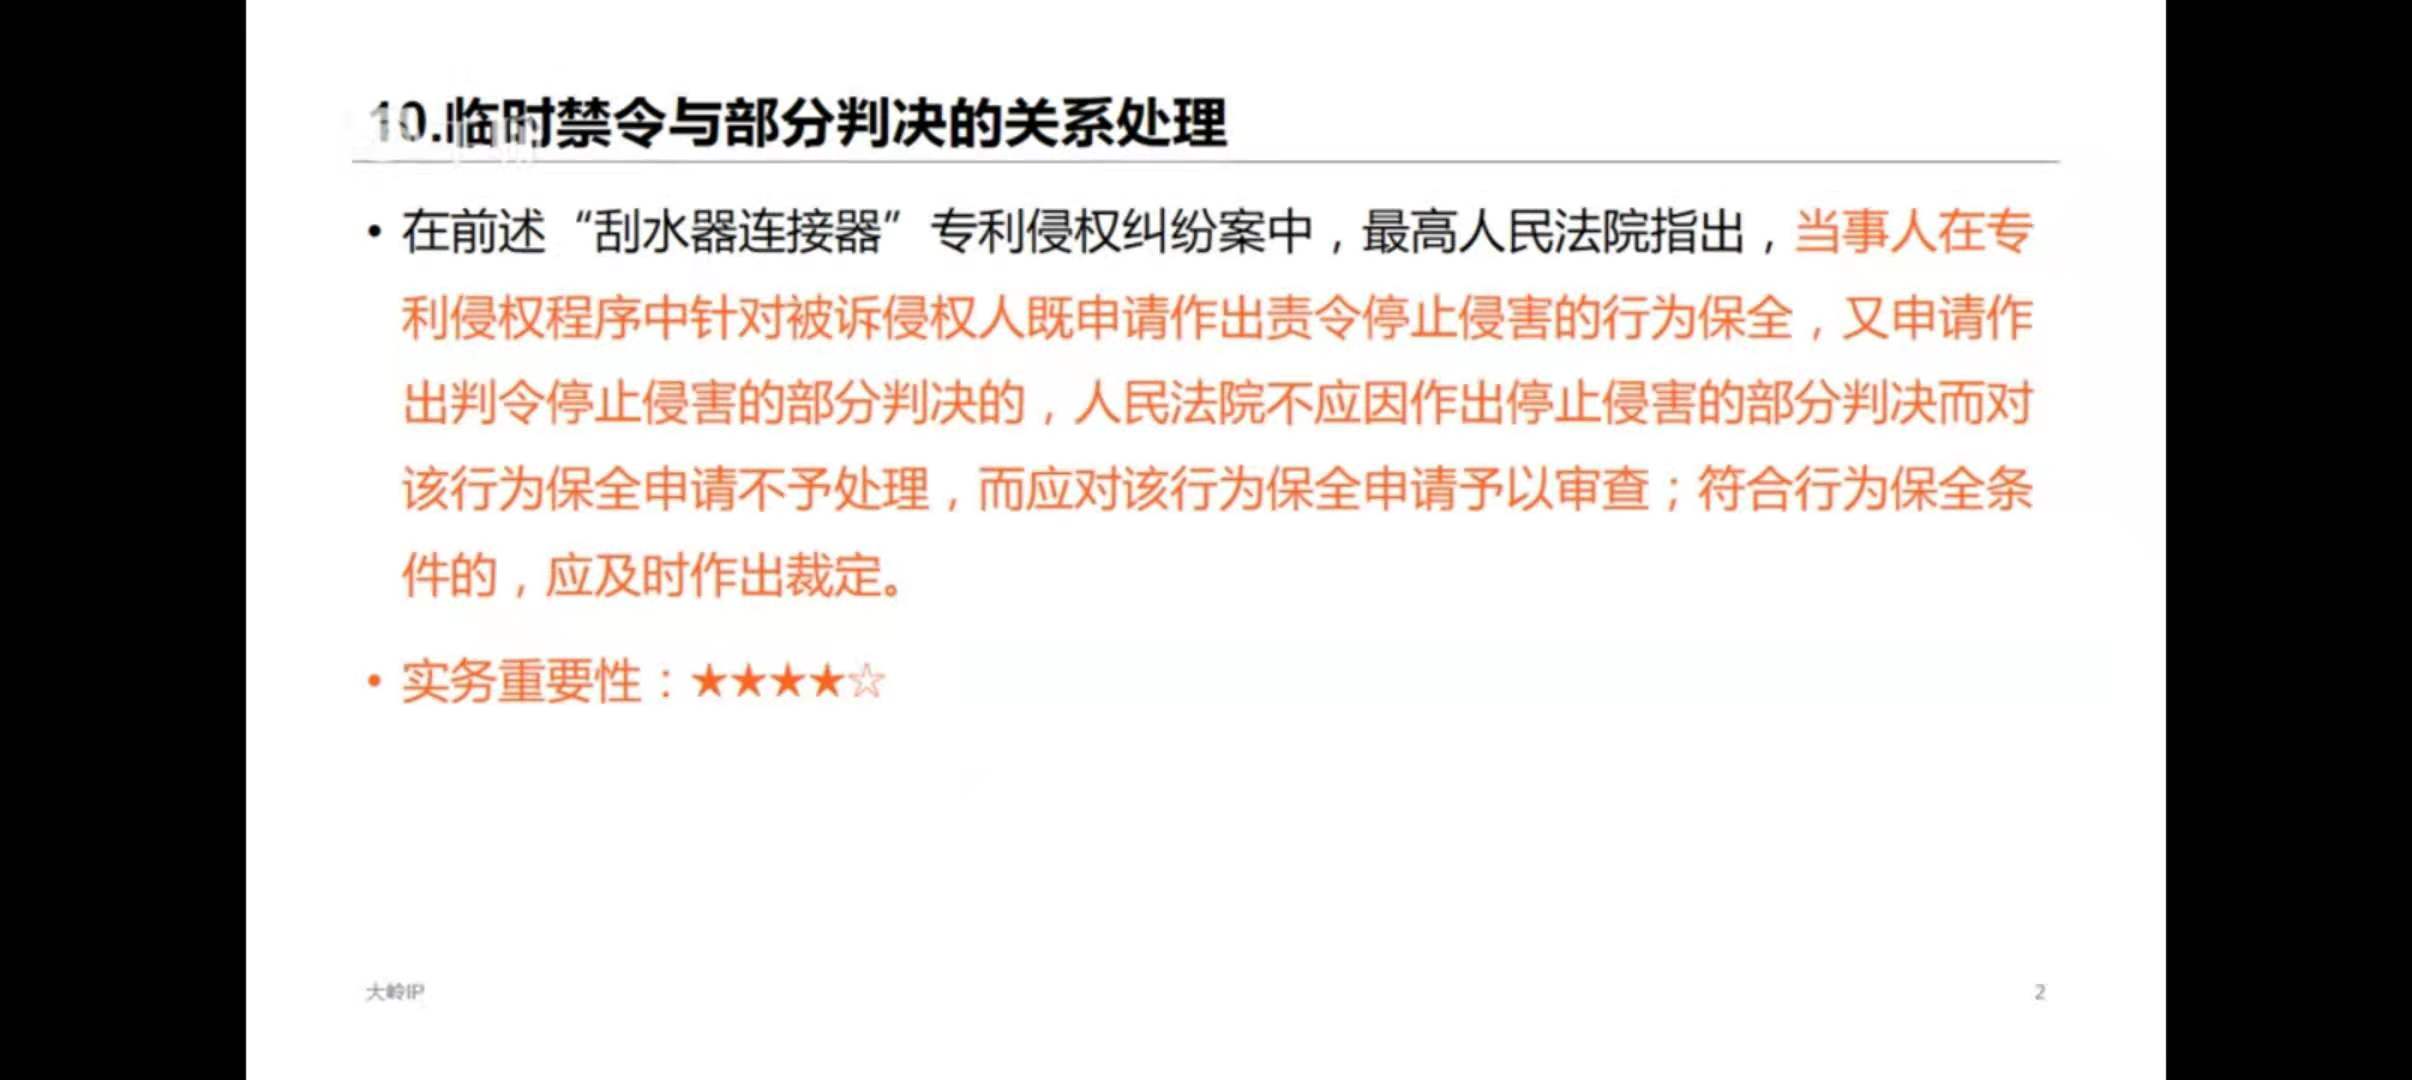 10.临时禁令与部分判决的关系处理
• 在前述“刮水器连接器”专利侵权纠纷案中，最高人民法院指出，当事人在专
利侵权程序中针对被诉侵权人既申请作出责令停止侵害的行为保全，又申请作
出判令停止侵害的部分判决的，人民法院不应因作出停止侵害的部分判决而对
该行为保全申请不予处理，而应对该行为保全申请予以审查；符合行为保全条
件的，应及时作出裁定。
• 实务重要性：★★★★☆
大岭IP
2